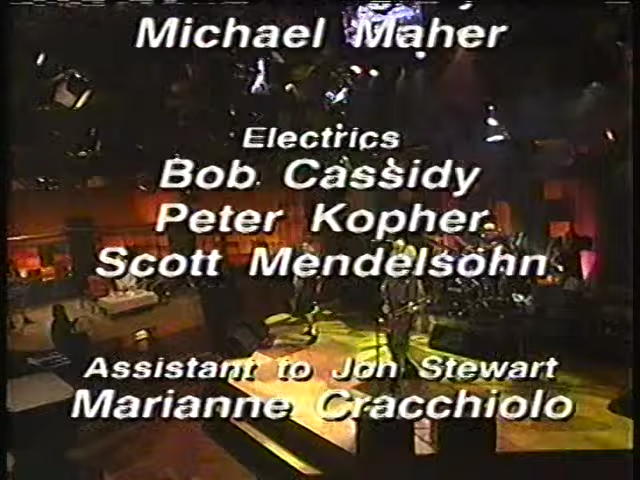 Michael Maher
Electrics
Bob Cassidy
Peter Kopher
Scott Mendelsohn
Assistant to Jon Stewart
Marianne Cracchiolo